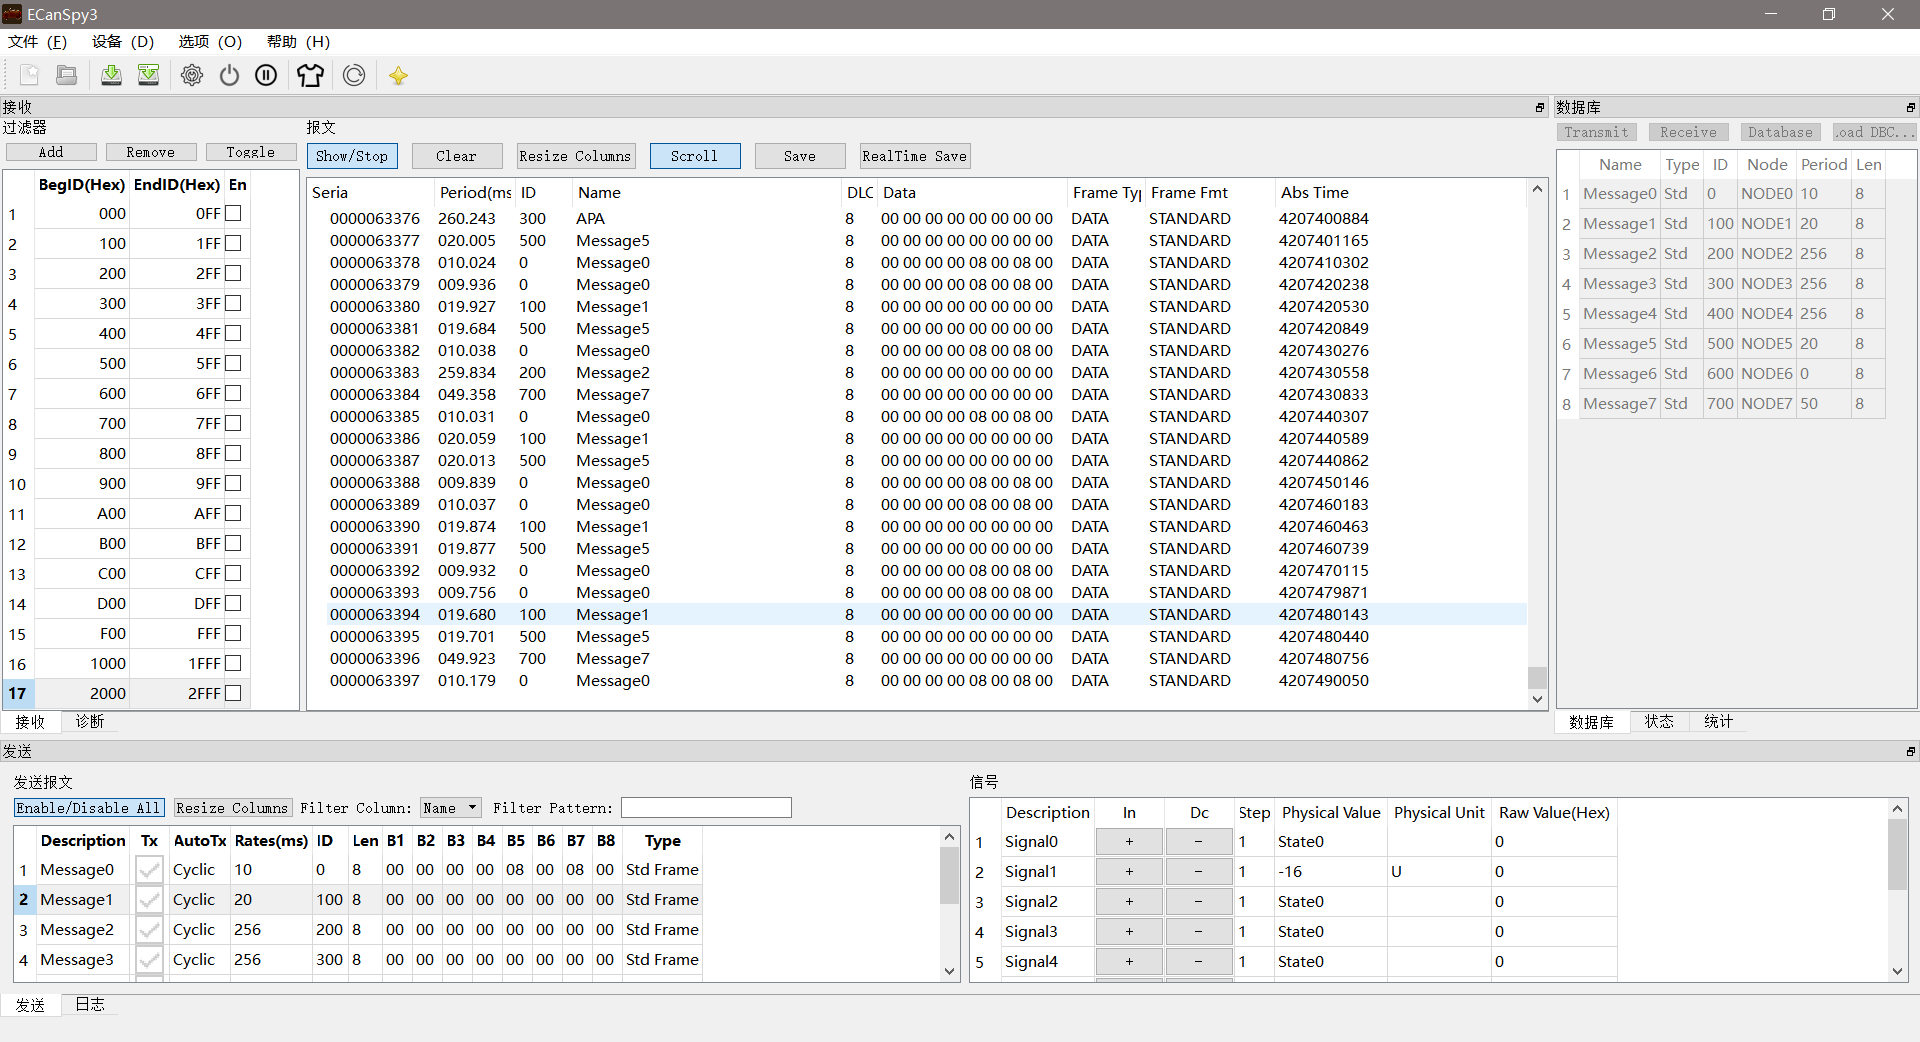 ECanSpy3
文件 (F) 设备 (D) 选项 (O) 帮助 (H)
接收
过滤器
Add Remove Toggle
BegID(Hex) EndID(Hex) En
1 000 0FF
2 100 1FF
3 200 2FF
4 300 3FF
5 400 4FF
6 500 5FF
7 600 6FF
8 700 7FF
9 800 8FF
10 900 9FF
11 A00 AFF
12 B00 BFF
13 C00 CFF
14 D00 DFF
15 F00 FFF
16 1000 1FFF
17 2000 2FFF
接收 诊断
报文
Show/Stop Clear Resize Columns Scroll Save RealTime Save
Seria Period(ms ID Name DLC Data Frame Ty Frame Fmt Abs Time
0000063376 260.243 300 APA 8 00 00 00 00 00 00 00 00 DATA STANDARD 4207400884
0000063377 020.005 500 Message5 8 00 00 00 00 00 00 00 00 DATA STANDARD 4207401165
0000063378 010.024 0 Message0 8 00 00 00 00 08 00 08 00 DATA STANDARD 4207410302
0000063379 009.936 0 Message0 8 00 00 00 00 08 00 08 00 DATA STANDARD 4207420238
0000063380 019.927 100 Message1 8 00 00 00 00 00 00 00 00 DATA STANDARD 4207420530
0000063381 019.684 500 Message5 8 00 00 00 00 00 00 00 00 DATA STANDARD 4207420849
0000063382 010.038 0 Message0 8 00 00 00 00 08 00 08 00 DATA STANDARD 4207430276
0000063383 259.834 200 Message2 8 00 00 00 00 00 00 00 00 DATA STANDARD 4207430558
0000063384 049.358 700 Message7 8 00 00 00 00 00 00 00 00 DATA STANDARD 4207430833
0000063385 010.031 0 Message0 8 00 00 00 00 08 00 08 00 DATA STANDARD 4207440307
0000063386 020.059 100 Message1 8 00 00 00 00 00 00 00 00 DATA STANDARD 4207440589
0000063387 020.013 500 Message5 8 00 00 00 00 00 00 00 00 DATA STANDARD 4207440862
0000063388 009.839 0 Message0 8 00 00 00 00 08 00 08 00 DATA STANDARD 4207450146
0000063389 010.037 0 Message0 8 00 00 00 00 08 00 08 00 DATA STANDARD 4207460183
0000063390 019.874 100 Message1 8 00 00 00 00 00 00 00 00 DATA STANDARD 4207460463
0000063391 019.877 500 Message5 8 00 00 00 00 00 00 00 00 DATA STANDARD 4207460739
0000063392 009.932 0 Message0 8 00 00 00 00 08 00 08 00 DATA STANDARD 4207470115
0000063393 009.756 0 Message0 8 00 00 00 00 08 00 08 00 DATA STANDARD 4207479871
0000063394 019.680 100 Message1 8 00 00 00 00 00 00 00 00 DATA STANDARD 4207480143
0000063395 019.701 500 Message5 8 00 00 00 00 00 00 00 00 DATA STANDARD 4207480440
0000063396 049.923 700 Message7 8 00 00 00 00 00 00 00 00 DATA STANDARD 4207480756
0000063397 010.179 0 Message0 8 00 00 00 00 08 00 08 00 DATA STANDARD 4207490050
数据库
Transmit Receive Database .oad DBC...
Name Type ID Node Period Len
1 Message0 Std 0 NODE0 10 8
2 Message1 Std 100 NODE1 20 8
3 Message2 Std 200 NODE2 256 8
4 Message3 Std 300 NODE3 256 8
5 Message4 Std 400 NODE4 256 8
6 Message5 Std 500 NODE5 20 8
7 Message6 Std 600 NODE6 0 8
8 Message7 Std 700 NODE7 50 8
数据库 状态 统计
发送
发送报文
Enable/Disable All Resize Columns Filter Column: Name Filter Pattern:
Description Tx AutoTx Rates(ms) ID Len B1 B2 B3 B4 B5 B6 B7 B8 Type
1 Message0 Cyclic 10 0 8 00 00 00 00 08 00 08 00 Std Frame
2 Message1 Cyclic 20 100 8 00 00 00 00 00 00 00 00 Std Frame
3 Message2 Cyclic 256 200 8 00 00 00 00 00 00 00 00 Std Frame
4 Message3 Cyclic 256 300 8 00 00 00 00 00 00 00 00 Std Frame
信号
Description In Dc Step Physical Value Physical Unit Raw Value(Hex)
1 Signal0 + - 1 State0 0
2 Signal1 + - 1 -16 U 0
3 Signal2 + - 1 State0 0
4 Signal3 + - 1 State0 0
5 Signal4 + - 1 State0 0
发送 日志